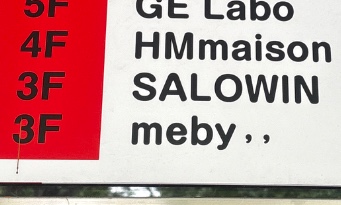 5F GE Labo
4F HMmaison
3F SALOWIN
3F meby , ,